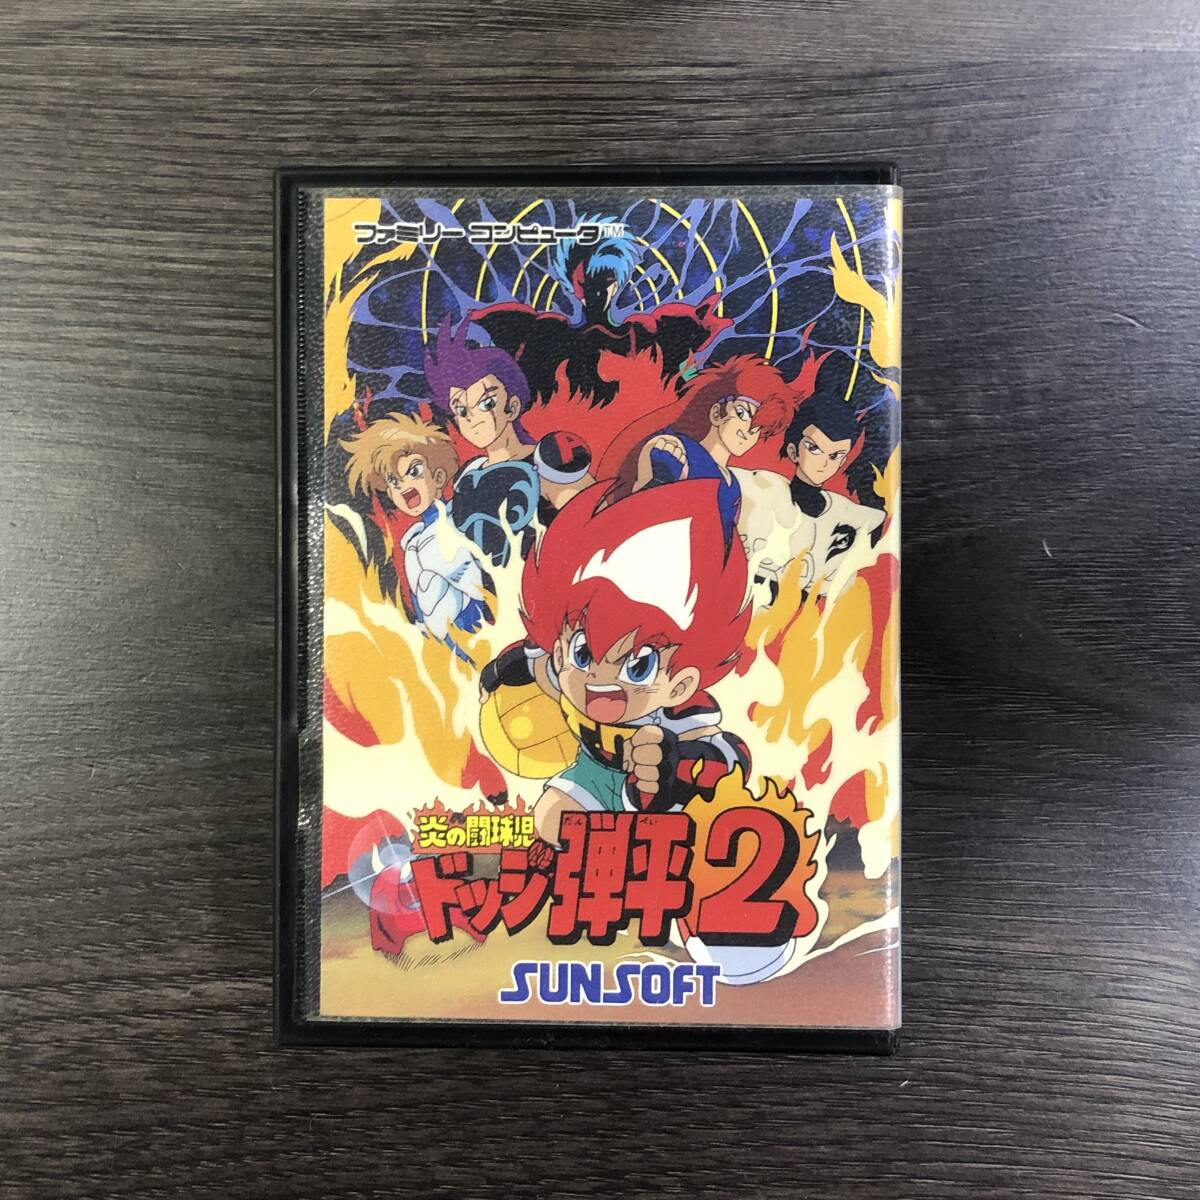 ファミリー コンピュータ™
炎の闘球児
ドッジ弾平2
だん ぺい
SUNSOFT